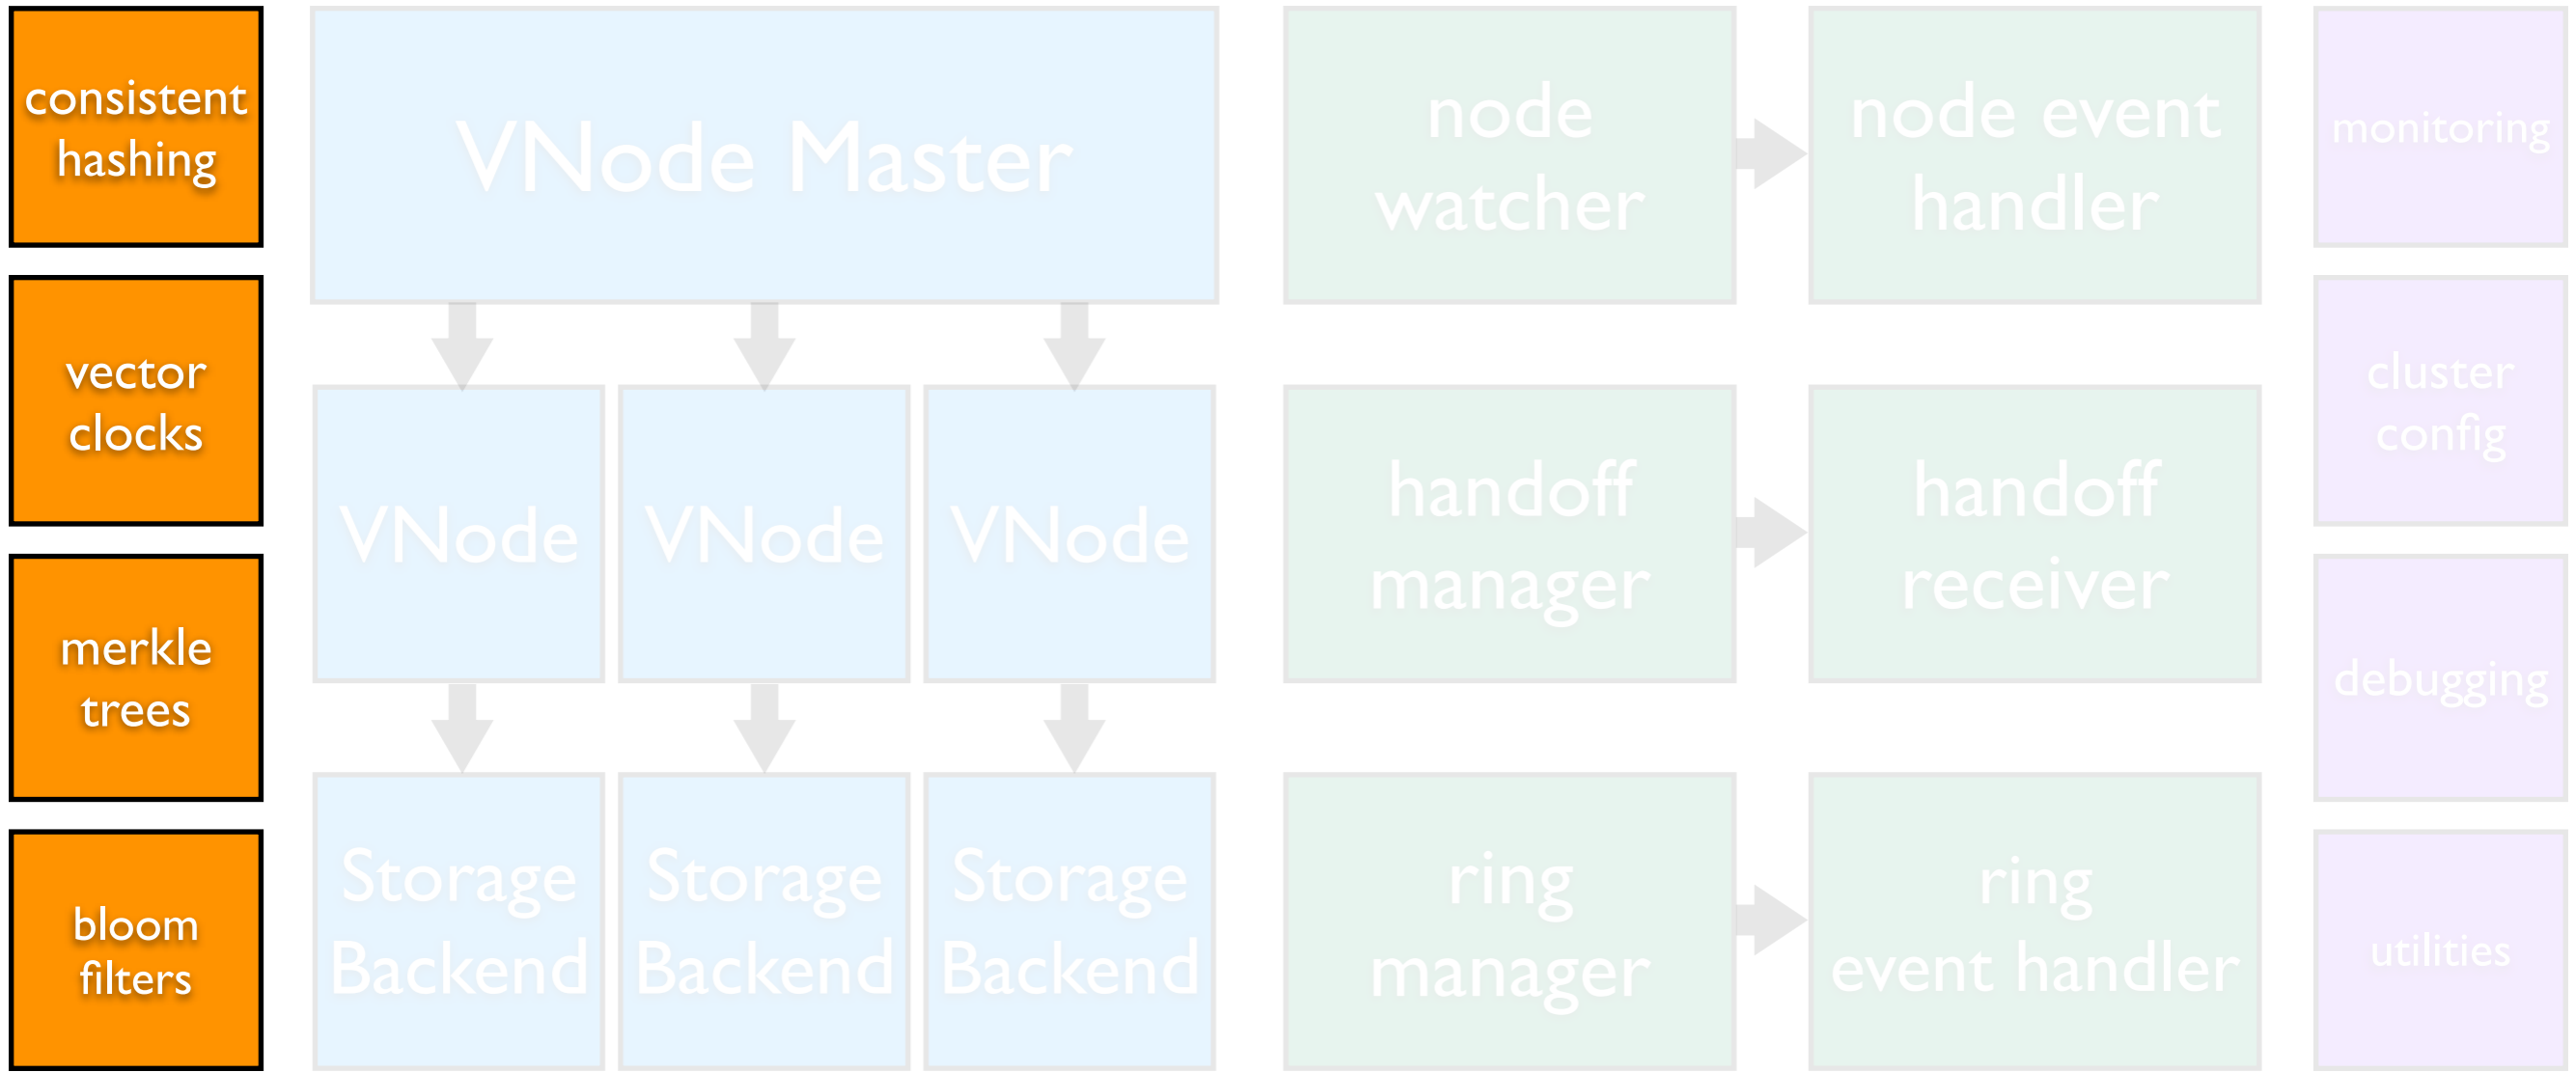 consistent
hashing
vector
clocks
merkle
trees
bloom
filters
VNode Master
VNode
VNode
VNode
Storage
Backend
Storage
Backend
Storage
Backend
node
watcher
node event
handler
handoff
manager
handoff
receiver
ring
manager
ring
event handler
monitoring
cluster
config
debugging
utilities